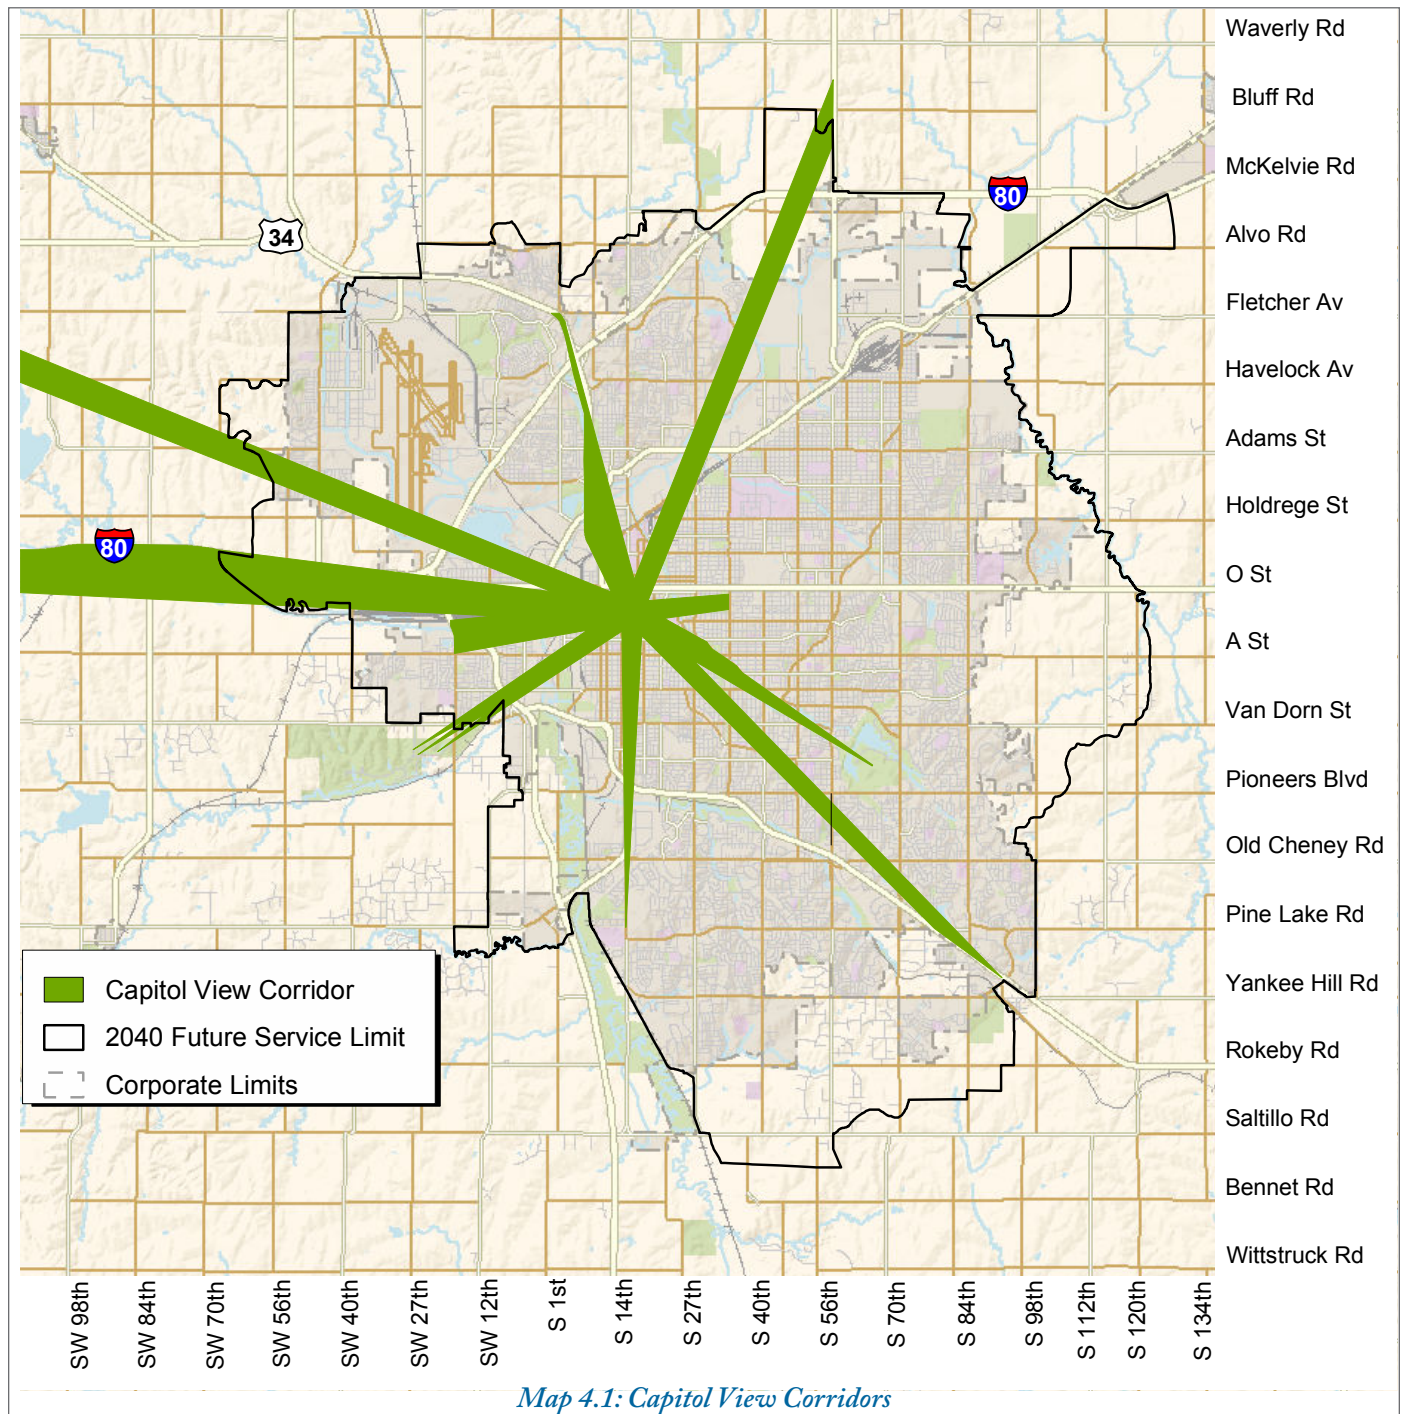 Waverly Rd
Bluff Rd
McKelvie Rd
80
34
Alvo Rd
Fletcher Av
Havelock Av
Adams St
Holdrege St
80
O St
A St
Van Dorn St
Pioneers Blvd
Old Cheney Rd
Pine Lake Rd
Capitol View Corridor
Yankee Hill Rd
2040 Future Service Limit
Rokeby Rd
Corporate Limits
Saltillo Rd
Bennet Rd
Wittstruck Rd
SW 98th
SW 84th
SW 70th
SW 56th
SW 40th
SW 27th
SW 12th
S 1st
S 14th
S 27th
S 40th
S 56th
S 70th
S 84th
S 98th
S 112th
S 120th
S 134th
Map 4.1: Capitol View Corridors